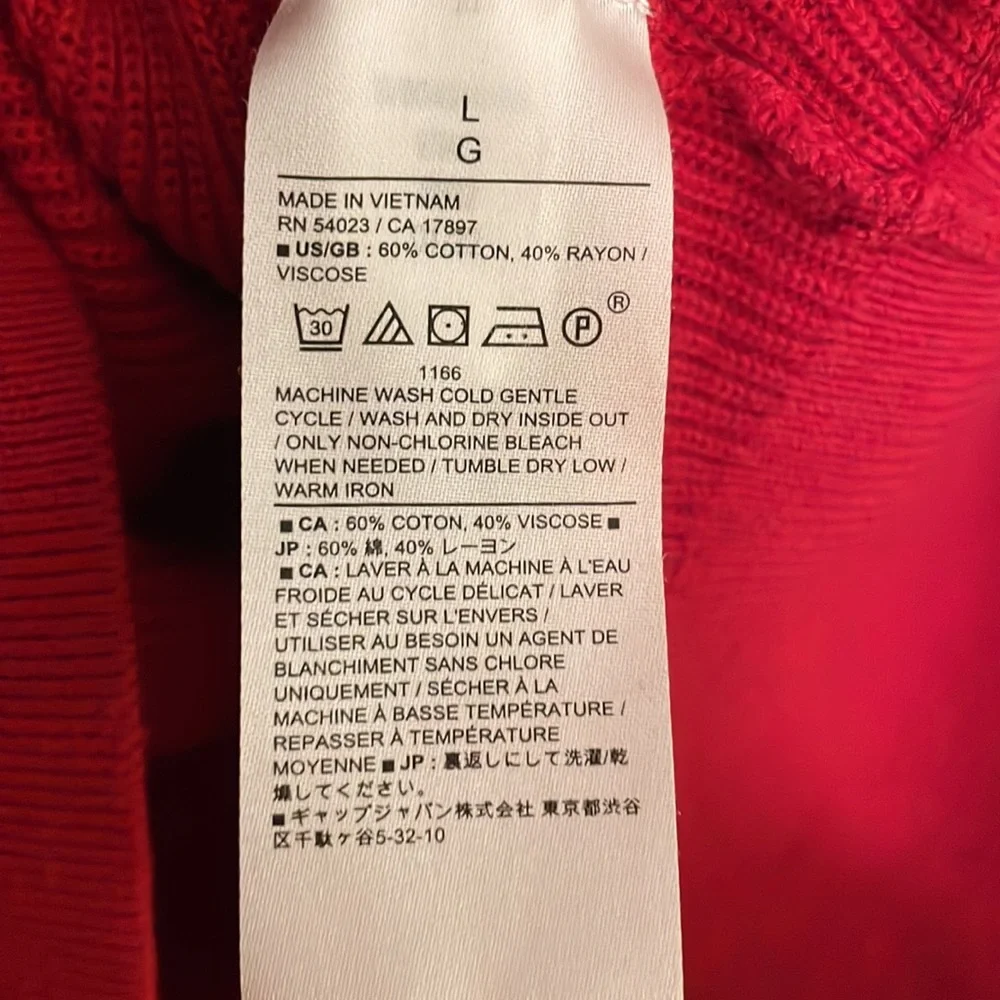 L
G
MADE IN VIETNAM
RN 54023 / CA 17897
■ US/GB : 60% COTTON, 40% RAYON /
VISCOSE
30 P ®
1166
MACHINE WASH COLD GENTLE
CYCLE / WASH AND DRY INSIDE OUT
/ ONLY NON-CHLORINE BLEACH
WHEN NEEDED / TUMBLE DRY LOW /
WARM IRON
■ CA : 60% COTON, 40% VISCOSE ■
JP : 60% 綿, 40% レーヨン
■ CA : LAVER À LA MACHINE À L'EAU
FROIDE AU CYCLE DÉLICAT / LAVER
ET SÉCHER SUR L'ENVERS /
UTILISER AU BESOIN UN AGENT DE
BLANCHIMENT SANS CHLORE
UNIQUEMENT / SÉCHER À LA
MACHINE À BASSE TEMPÉRATURE /
REPASSER À TEMPÉRATURE
MOYENNE ■ JP : 裏返しにして洗濯/乾
燥してください。
■ ギャップジャパン株式会社 東京都渋谷
区千駄ヶ谷5-32-10